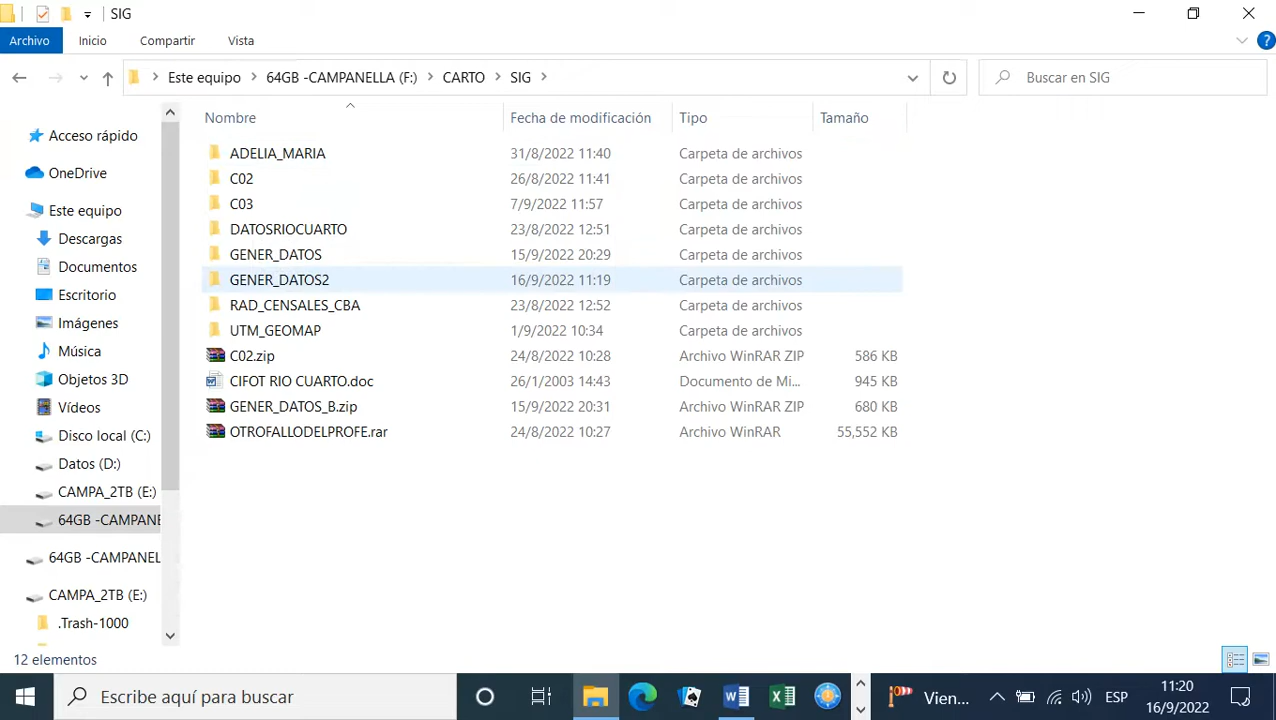 SIG
Archivo Inicio Compartir Vista
Este equipo 64GB -CAMPANELLA (F:) CARTO SIG Buscar en SIG
Nombre Fecha de modificación Tipo Tamaño
ADELIA_MARIA 31/8/2022 11:40 Carpeta de archivos
C02 26/8/2022 11:41 Carpeta de archivos
C03 7/9/2022 11:57 Carpeta de archivos
DATOSRIOCUARTO 23/8/2022 12:51 Carpeta de archivos
GENER_DATOS 15/9/2022 20:29 Carpeta de archivos
GENER_DATOS2 16/9/2022 11:19 Carpeta de archivos
RAD_CENSALES_CBA 23/8/2022 12:52 Carpeta de archivos
UTM_GEOMAP 1/9/2022 10:34 Carpeta de archivos
C02.zip 24/8/2022 10:28 Archivo WinRAR ZIP 586 KB
CIFOT RIO CUARTO.doc 26/1/2003 14:43 Documento de Mi... 945 KB
GENER_DATOS_B.zip 15/9/2022 20:31 Archivo WinRAR ZIP 680 KB
OTROFALLODELPROFE.rar 24/8/2022 10:27 Archivo WinRAR 55,552 KB
Acceso rápido
OneDrive
Este equipo
Descargas
Documentos
Escritorio
Imágenes
Música
Objetos 3D
Vídeos
Disco local (C:)
Datos (D:)
CAMPA_2TB (E:)
64GB -CAMPANE
64GB -CAMPANEL
CAMPA_2TB (E:)
.Trash-1000
12 elementos
Escribe aquí para buscar
Vien...
ESP
11:20
16/9/2022